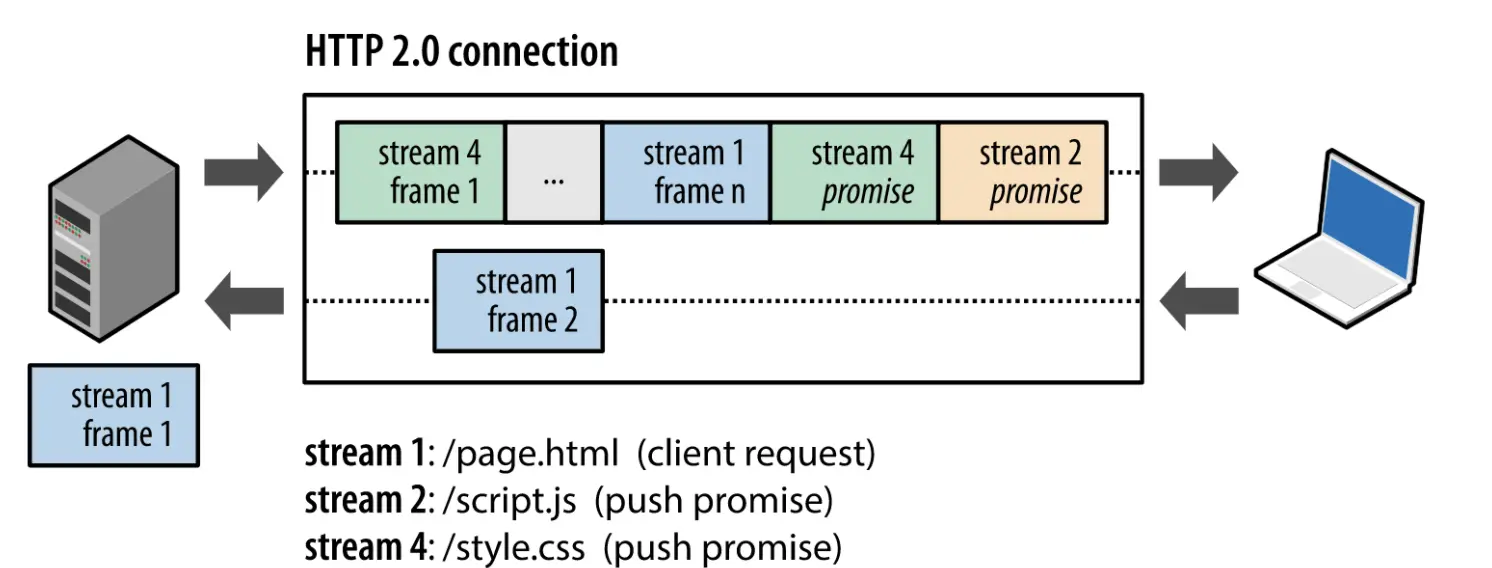 HTTP 2.0 connection
stream 4
frame 1
...
stream 1
frame n
stream 4
promise
stream 2
promise
stream 1
frame 2
stream 1
frame 1
stream 1: /page.html (client request)
stream 2: /script.js (push promise)
stream 4: /style.css (push promise)